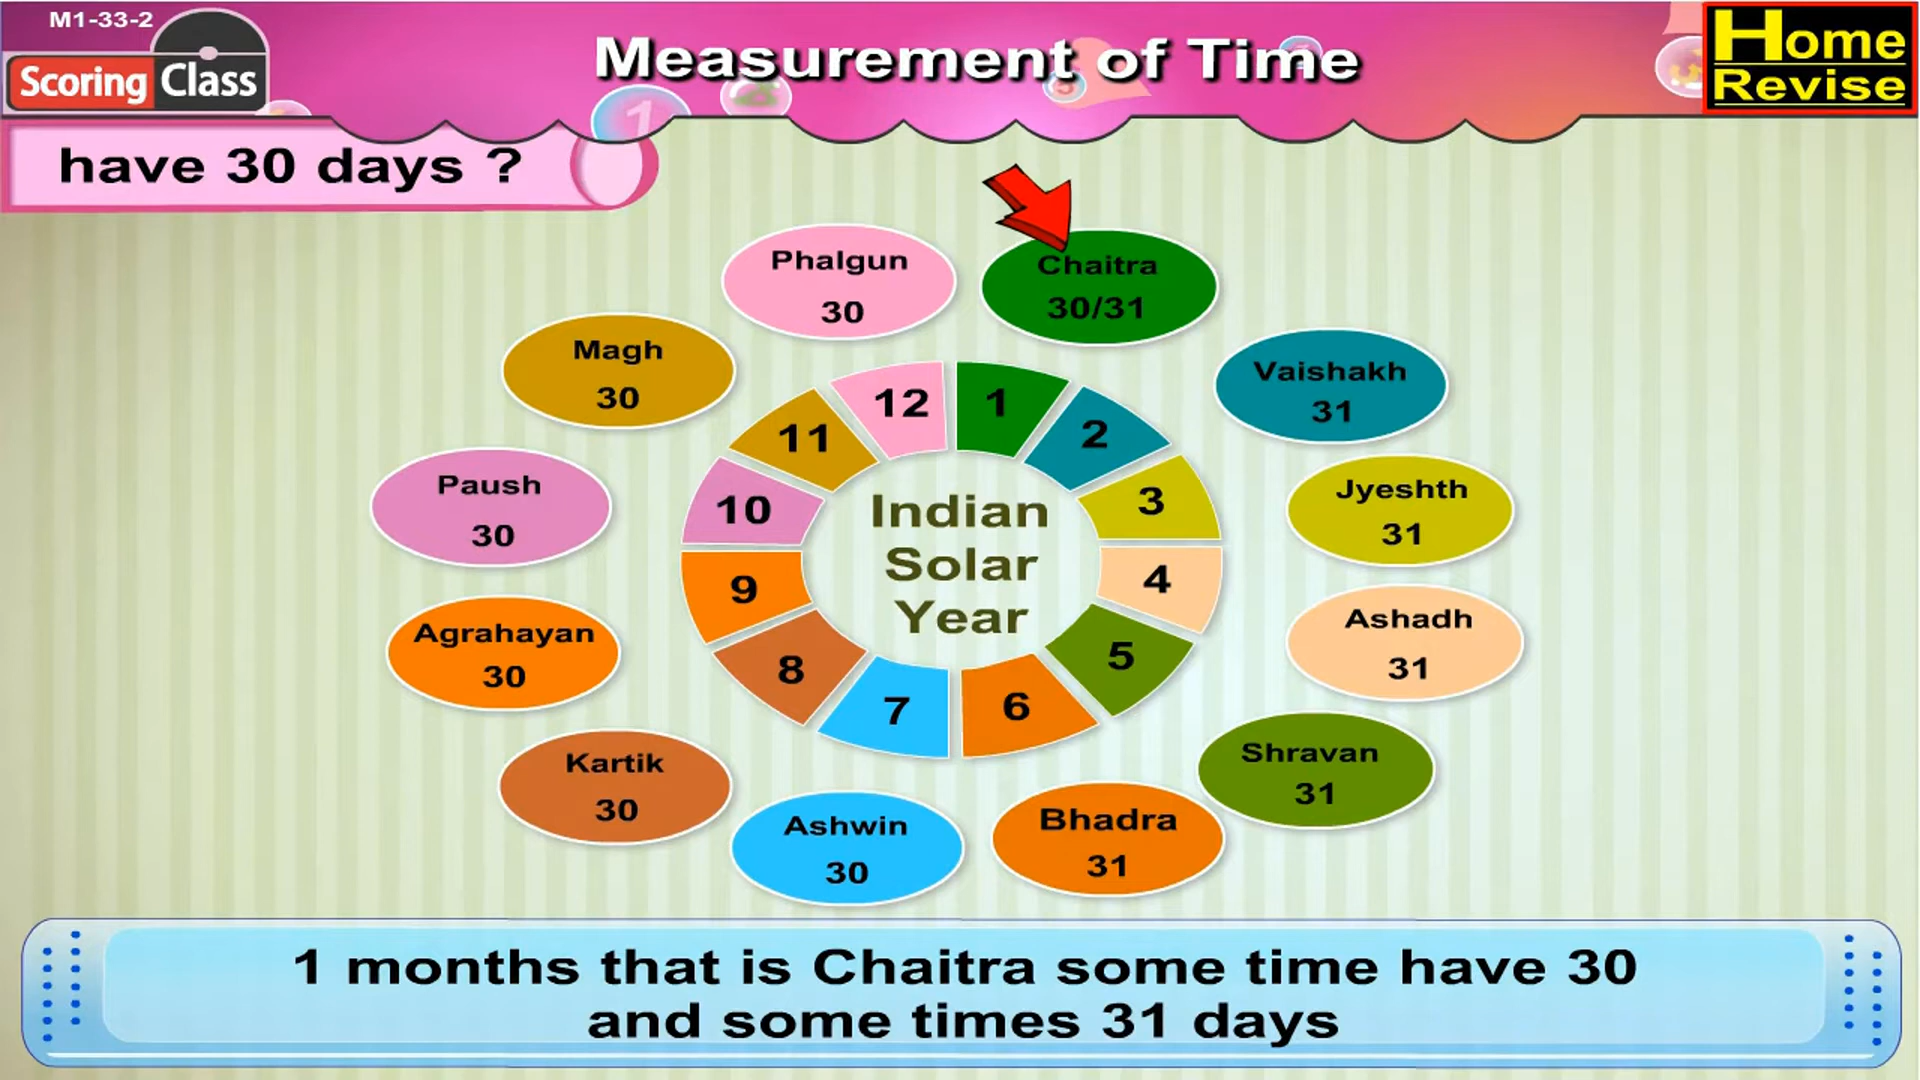 M1-33-2
Scoring Class
Measurement of Time
Home
Revise
have 30 days ?
Phalgun
30
Chaitra
30/31
Magh
30
Vaishakh
31
Paush
30
Jyeshth
31
Agrahayan
30
Ashadh
31
Kartik
30
Shravan
31
Ashwin
30
Bhadra
31
12
1
11
2
10
3
9
4
8
5
7
6
Indian
Solar
Year
1 months that is Chaitra some time have 30
and some times 31 days